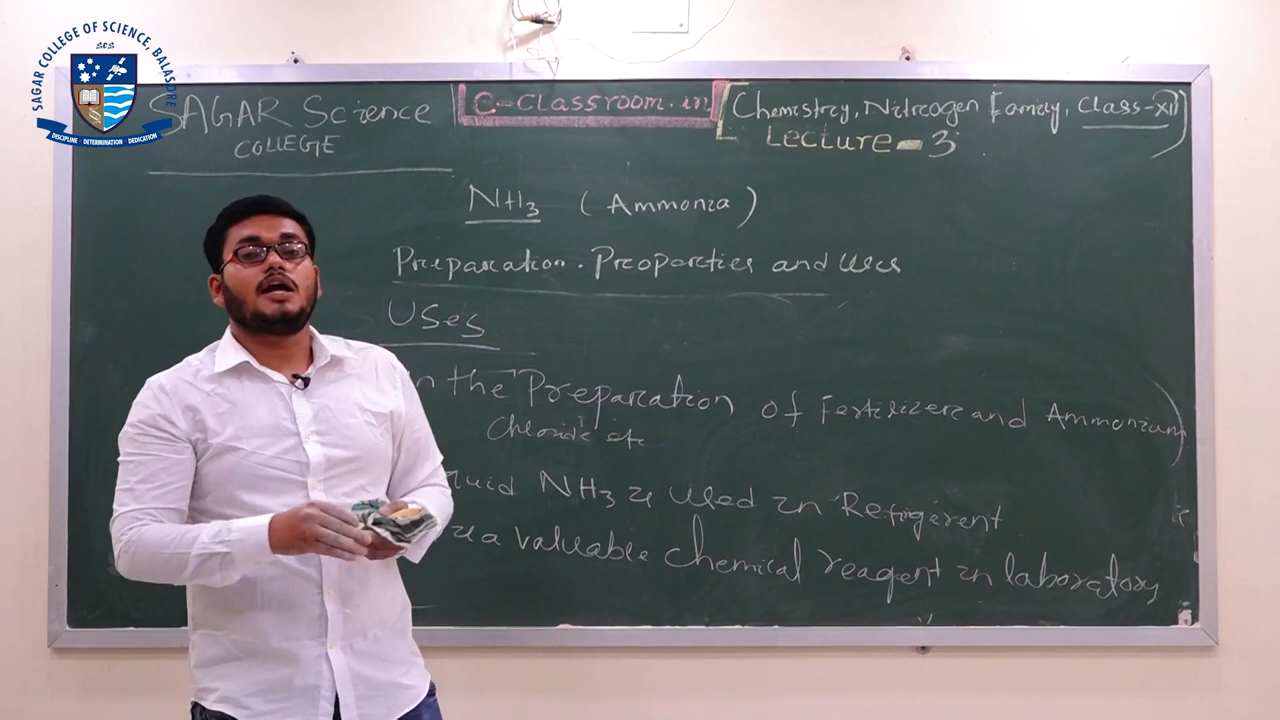 SAGAR COLLEGE OF SCIENCE, BALASORE
SCS
DISCIPLINE DETERMINATION DEDICATION
SAGAR Science
COLLEGE
e-Classroom.in
Chemistry, Nitrogen Family, Class-XII
Lecture-3
NH3 (Ammonia)
Preparation. Properties and Uses
Uses
n the Preparation of Fertilizers and Ammonium
Chloride etc
quid NH3 is used in Refrigerent
is a valuable chemical reagent in laboratory